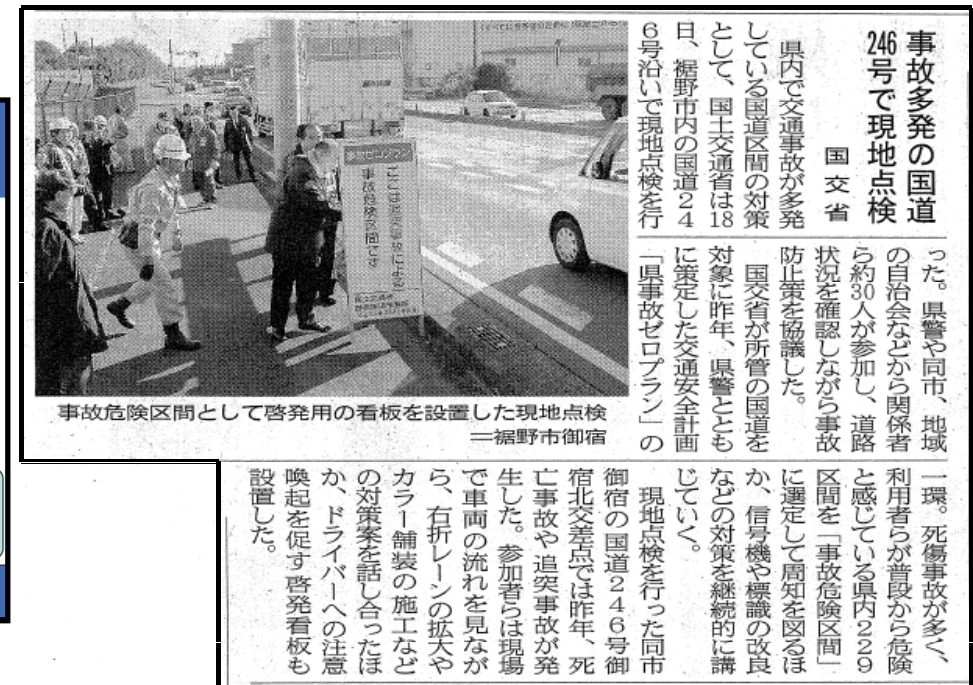 事故多発の国道
246号で現地点検
国交省
県内で交通事故が多発
している国道区間の対策
として、国土交通省は18
日、裾野市内の国道24
6号沿いで現地点検を行
った。県警や同市、地域
の自治会などから関係者
ら約30人が参加し、道路
状況を確認しながら事故
防止策を協議した。
国交省が所管の国道を
対象に昨年、県警ととも
に策定した交通安全計画
「県事故ゼロプラン」の
一環。死傷事故が多く、
利用者らが普段から危険
と感じている県内229
区間を「事故危険区間」
に選定して周知を図るほ
か、信号機や標識の改良
などの対策を継続的に講
じていく。
現地点検を行った同市
御宿の国道246号御
宿北交差点では昨年、死
亡事故や追突事故が発
生した。参加者らは現場
で車両の流れを見なが
ら、右折レーンの拡大や
カラー舗装の施工など
の対策案を話し合ったほ
か、ドライバーへの注意
喚起を促す啓発看板も
設置した。
事故ゼロプラン
ここは追突事故による
事故危険区間です
国土交通省
事故危険区間として啓発用の看板を設置した現地点検
＝裾野市御宿